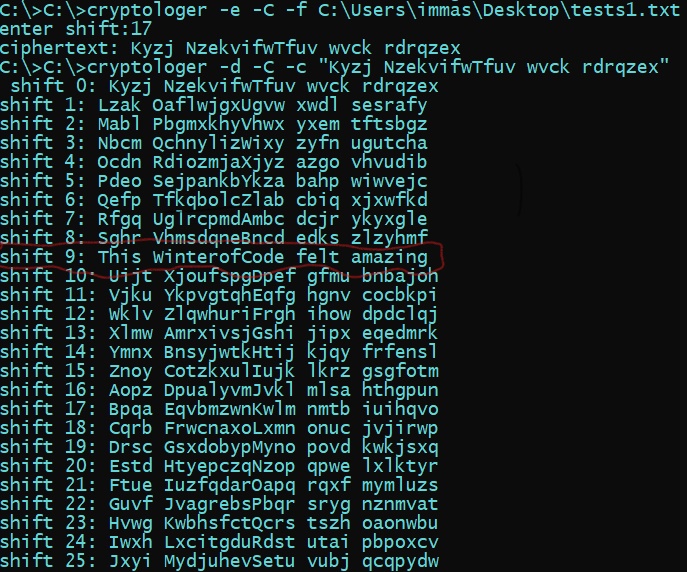 C:\>C:\>cryptologer -e -C -f C:\Users\immas\Desktop\tests1.txt
enter shift:17
ciphertext: Kyzj NzekvifwTfuv wvck rdrqzex
C:\>C:\>cryptologer -d -C -c "Kyzj NzekvifwTfuv wvck rdrqzex"
shift 0: Kyzj NzekvifwTfuv wvck rdrqzex
shift 1: Lzak OaflwjgxUgvw xwdl sesrafy
shift 2: Mabl PbgmxkhyVhwx yxem tftsbgz
shift 3: Nbcm QchnylizWixy zyfn ugutcha
shift 4: Ocdn RdiozmjaXjyz azgo vhvudib
shift 5: Pdeo SejpankbYkza bahp wiwvejc
shift 6: Qefp TfkqbolcZlab cbiq xjxwfkd
shift 7: Rfgq UglrcpmdAmbc dcjr ykyxgle
shift 8: Sghr VhmsdqneBncd edks zlzyhmf
shift 9: This WinterofCode felt amazing
shift 10: Uijt XjoufspgDpef gfmu bnbajoh
shift 11: Vjku YkpvgtqhEqfg hgnv cocbkpi
shift 12: Wklv ZlqwhuriFrgh ihow dpdclqj
shift 13: Xlmw AmrxivsjGshi jipx eqedmrk
shift 14: Ymnx BnsyjwtkHtij kjqy frfensl
shift 15: Znoy CotzkxulIujk lkrz gsgfotm
shift 16: Aopz DpualyvmJvkl mlsa hthgpun
shift 17: Bpqa EqvbmzwnKwlm nmtb iuihqvo
shift 18: Cqrb FrwcnaxoLxmn onuc jvjirwp
shift 19: Drsc GsxdobypMyno povd kwkjsxq
shift 20: Estd HtyepczqNzop qpwe lxlktyr
shift 21: Ftue IuzfqdarOapq rqxf mymluzs
shift 22: Guvf JvagrebsPbqr sryg nznmvat
shift 23: Hvwg KwbhsfctQcrs tszh oaonwbu
shift 24: Iwxh LxcitgduRdst utai pbpoxcv
shift 25: Jxyi MydjuhevSetu vubj qcqpydw